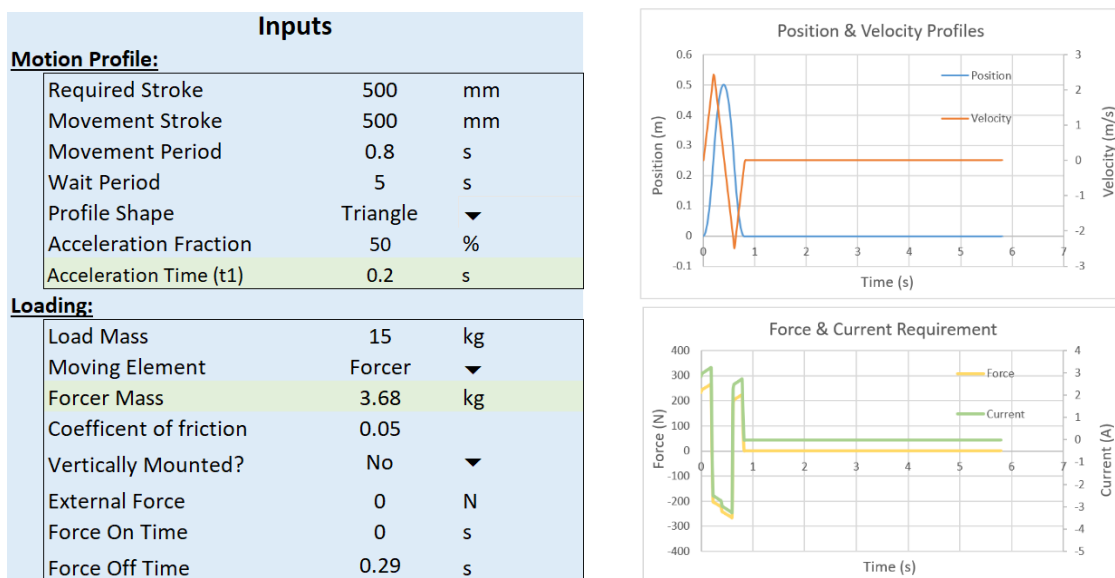 Inputs
Motion Profile:
Required Stroke 500 mm
Movement Stroke 500 mm
Movement Period 0.8 s
Wait Period 5 s
Profile Shape Triangle
Acceleration Fraction 50 %
Acceleration Time (t1) 0.2 s
Loading:
Load Mass 15 kg
Moving Element Forcer
Forcer Mass 3.68 kg
Coefficent of friction 0.05
Vertically Mounted? No
External Force 0 N
Force On Time 0 s
Force Off Time 0.29 s
Position & Velocity Profiles
0.6
0.5
0.4
0.3
0.2
0.1
0
-0.1
Position (m)
0 1 2 3 4 5 6 7
Time (s)
3
2
1
0
-1
-2
-3
Velocity (m/s)
Position
Velocity
Force & Current Requirement
400
300
200
100
0
-100
-200
-300
-400
Force (N)
0 1 2 3 4 5 6 7
Time (s)
4
3
2
1
0
-1
-2
-3
-4
-5
Current (A)
Force
Current